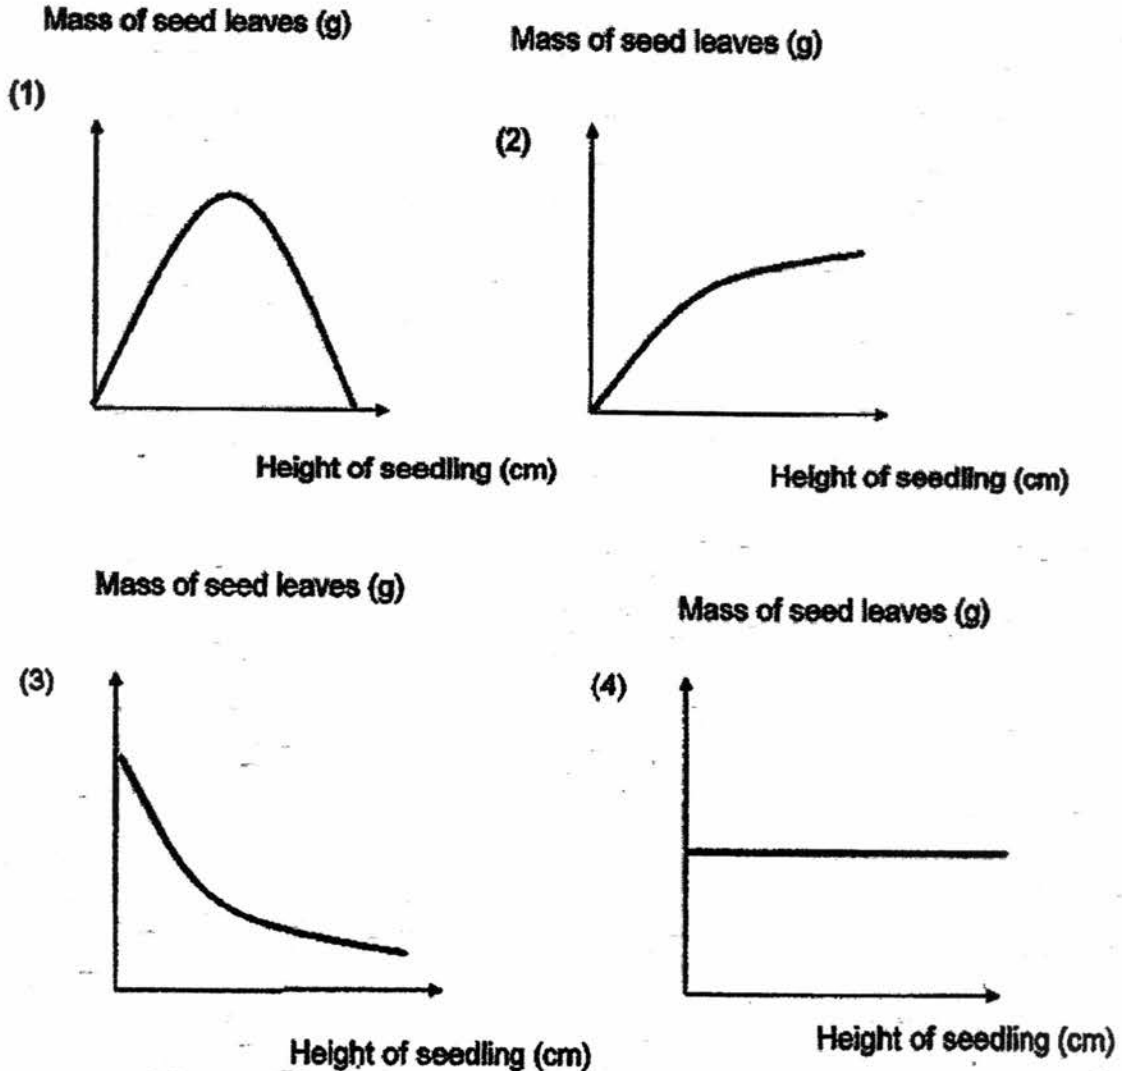 Mass of seed leaves (g)
(1)
Height of seedling (cm)
Mass of seed leaves (g)
(2)
Height of seedling (cm)
Mass of seed leaves (g)
(3)
Height of seedling (cm)
Mass of seed leaves (g)
(4)
Height of seedling (cm)